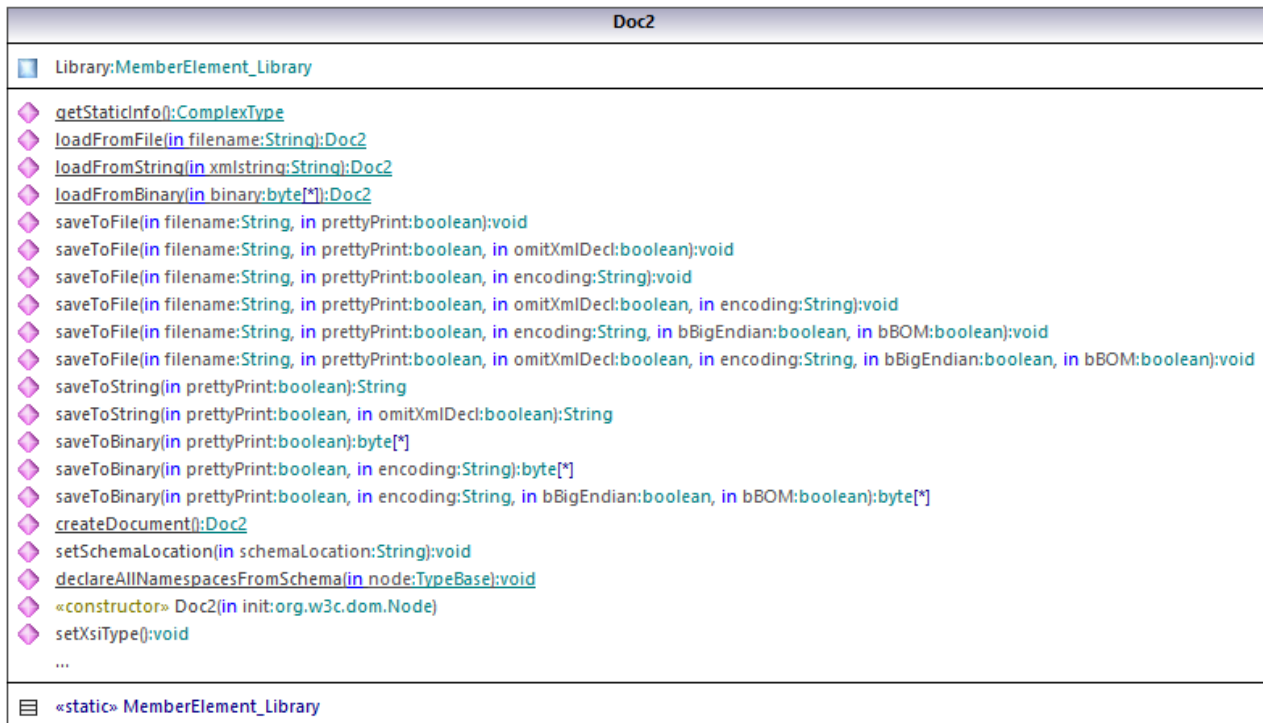 Doc2
Library:MemberElement_Library
getStaticInfo():ComplexType
loadFromFile(in filename:String):Doc2
loadFromString(in xmlstring:String):Doc2
loadFromBinary(in binary:byte[*]):Doc2
saveToFile(in filename:String, in prettyPrint:boolean):void
saveToFile(in filename:String, in prettyPrint:boolean, in omitXmlDecl:boolean):void
saveToFile(in filename:String, in prettyPrint:boolean, in encoding:String):void
saveToFile(in filename:String, in prettyPrint:boolean, in omitXmlDecl:boolean, in encoding:String):void
saveToFile(in filename:String, in prettyPrint:boolean, in encoding:String, in bBigEndian:boolean, in bBOM:boolean):void
saveToFile(in filename:String, in prettyPrint:boolean, in omitXmlDecl:boolean, in encoding:String, in bBigEndian:boolean, in bBOM:boolean):void
saveToString(in prettyPrint:boolean):String
saveToString(in prettyPrint:boolean, in omitXmlDecl:boolean):String
saveToBinary(in prettyPrint:boolean):byte[*]
saveToBinary(in prettyPrint:boolean, in encoding:String):byte[*]
saveToBinary(in prettyPrint:boolean, in encoding:String, in bBigEndian:boolean, in bBOM:boolean):byte[*]
createDocument():Doc2
setSchemaLocation(in schemaLocation:String):void
declareAllNamespacesFromSchema(in node:TypeBase):void
«constructor» Doc2(in init:org.w3c.dom.Node)
setXsiType():void
...
«static» MemberElement_Library